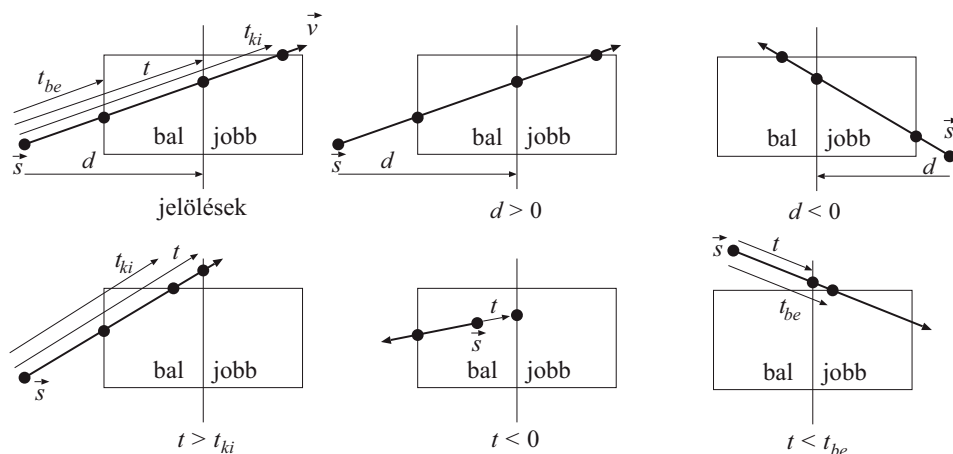 t_be t t_ki v⃗
bal jobb
s⃗ d
jelölések
bal jobb
s⃗ d
d > 0
bal jobb
s⃗
d
d < 0
t_ki t
bal jobb
s⃗
t > t_ki
t
s⃗
bal jobb
t < 0
s⃗ t
t_be
bal jobb
t < t_be